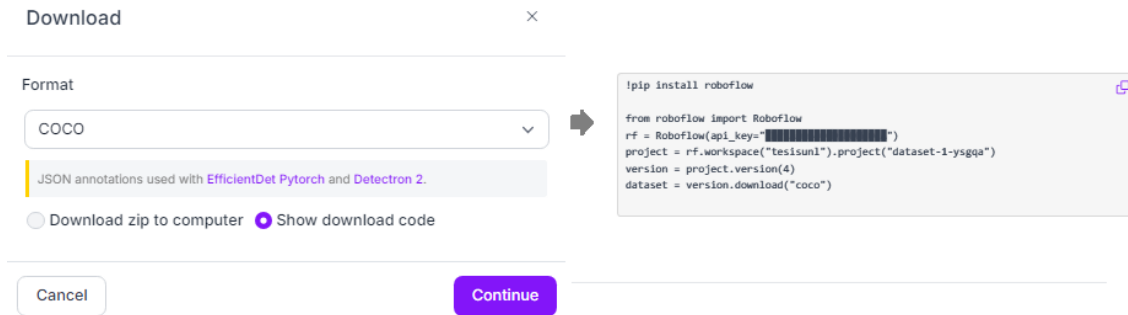 Download
Format
COCO
JSON annotations used with EfficientDet Pytorch and Detectron 2.
Download zip to computer Show download code
Cancel Continue
!pip install roboflow
from roboflow import Roboflow
rf = Roboflow(api_key="████████████████████")
project = rf.workspace("tesisunl").project("dataset-1-ysgqa")
version = project.version(4)
dataset = version.download("coco")